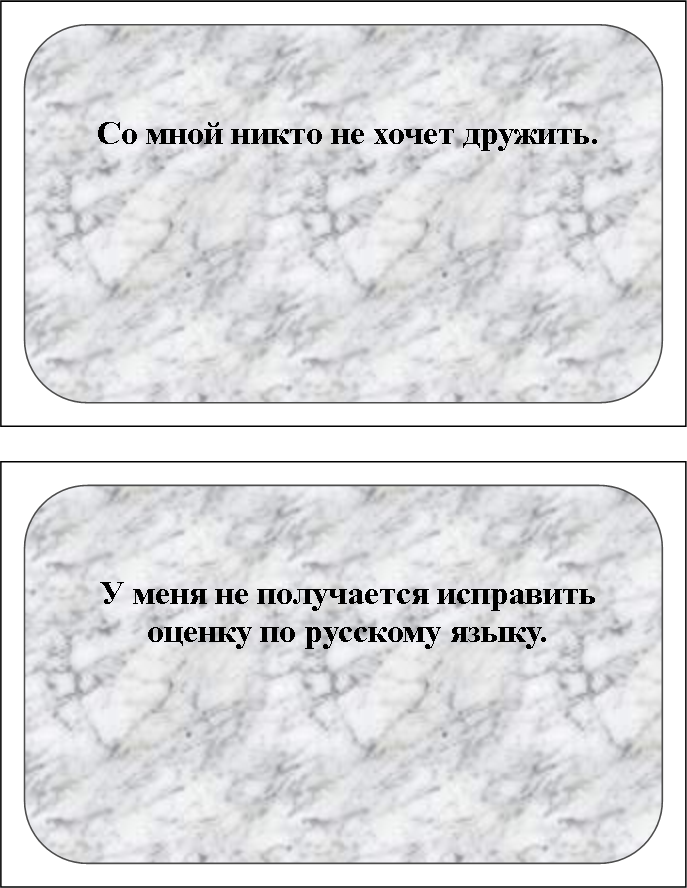 Со мной никто не хочет дружить.
У меня не получается исправить
оценку по русскому языку.